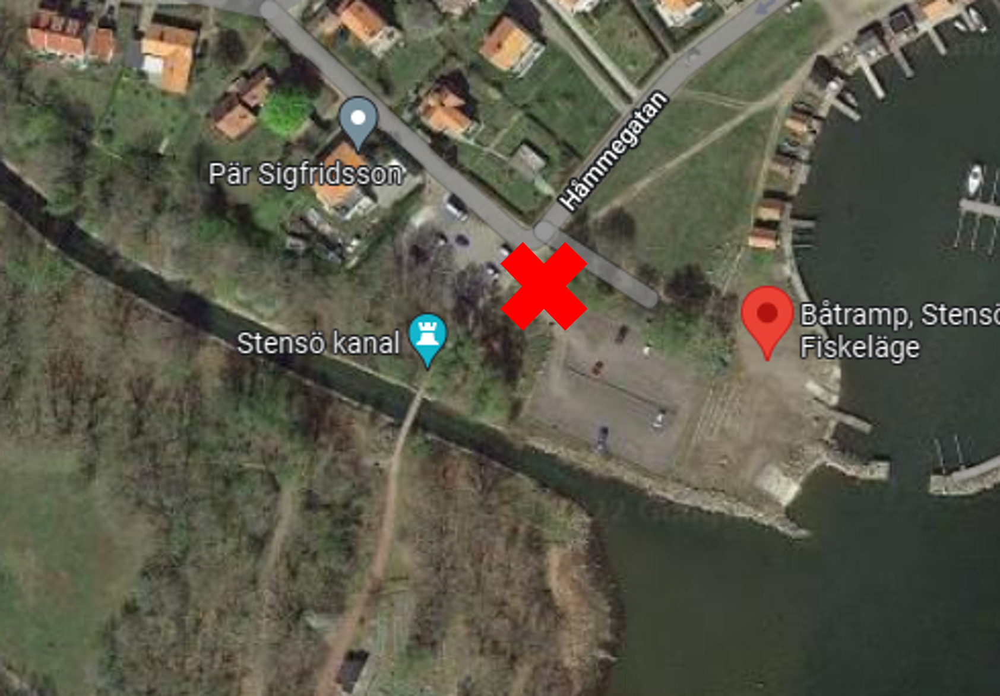 Håmmegatan
Pär Sigfridsson
Båtramp, Stensö
Fiskeläge
Stensö kanal